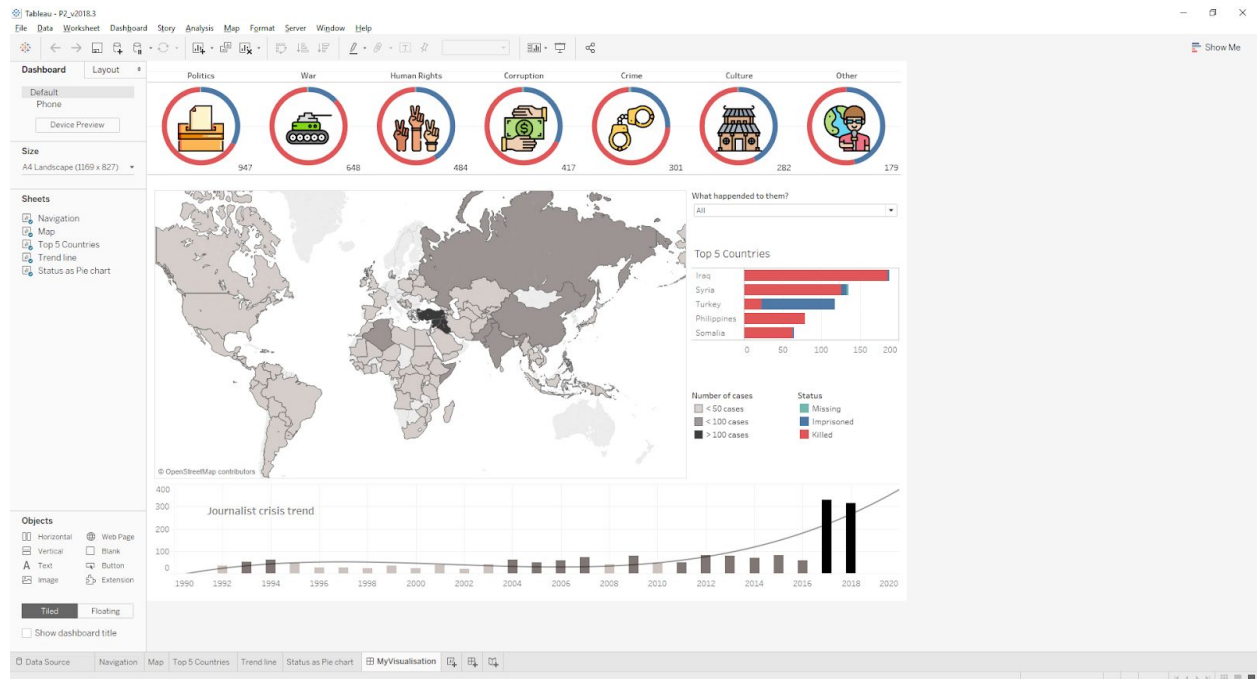 Tableau - P2_v2018.3
File Data Worksheet Dashboard Story Analysis Map Format Server Window Help
Show Me
Dashboard Layout
Default
Phone
Device Preview
Size
A4 Landscape (1169 x 827)
Sheets
Navigation
Map
Top 5 Countries
Trend line
Status as Pie chart
Objects
Horizontal Web Page
Vertical Blank
A Text Button
Image Extension
Tiled Floating
Show dashboard title
Politics War Human Rights Corruption Crime Culture Other
947 648 484 417 301 282 179
What happened to them?
All
Top 5 Countries
Iraq
Syria
Turkey
Philippines
Somalia
0 50 100 150 200
Number of cases Status
< 50 cases Missing
< 100 cases Imprisoned
> 100 cases Killed
© OpenStreetMap contributors
Journalist crisis trend
400
300
200
100
0
1990 1992 1994 1996 1998 2000 2002 2004 2006 2008 2010 2012 2014 2016 2018 2020
Data Source Navigation Map Top 5 Countries Trend line Status as Pie chart MyVisualisation